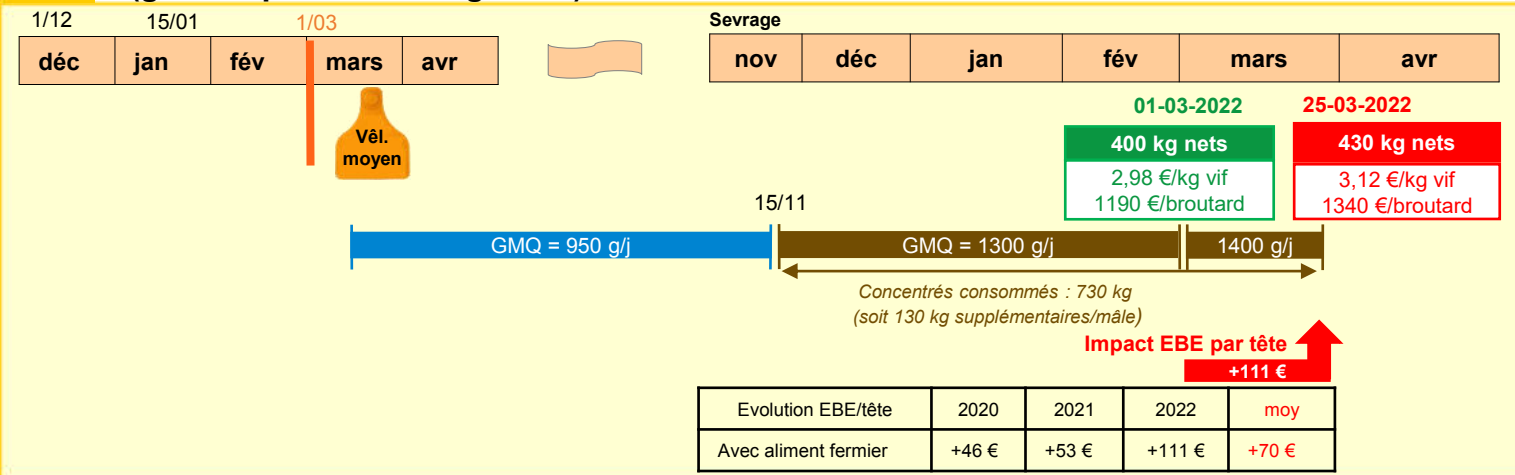 1/12 15/01 1/03 Sevrage
déc jan fév mars avr nov déc jan fév mars avr
Vêl.
moyen
01-03-2022 25-03-2022
400 kg nets 430 kg nets
2,98 €/kg vif 3,12 €/kg vif
1190 €/broutard 1340 €/broutard
15/11
GMQ = 950 g/j GMQ = 1300 g/j 1400 g/j
Concentrés consommés : 730 kg
(soit 130 kg supplémentaires/mâle)
Impact EBE par tête
+111 €
Evolution EBE/tête 2020 2021 2022 moy
Avec aliment fermier +46 € +53 € +111 € +70 €